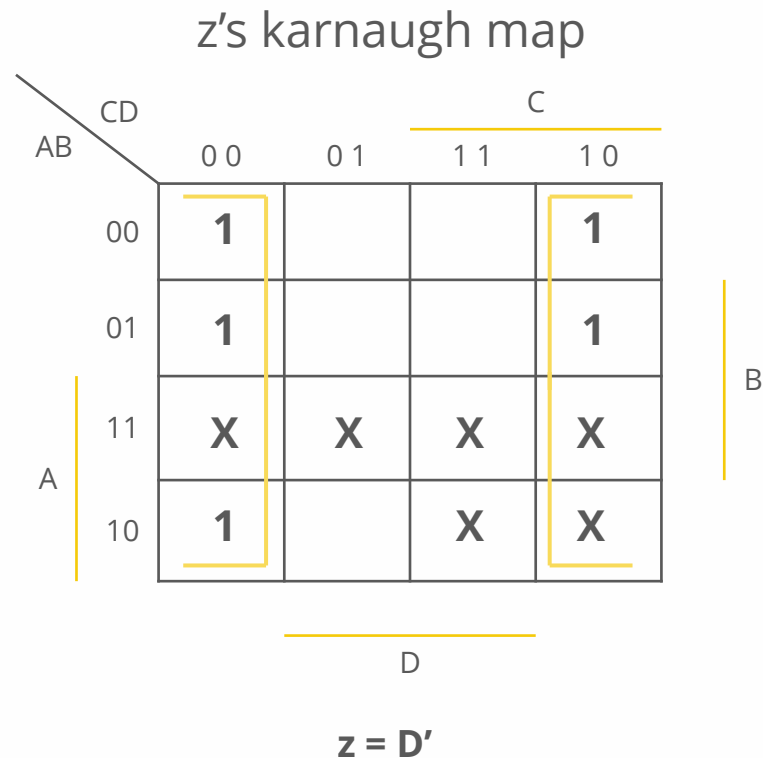 z’s karnaugh map
CD
C
AB
0 0 0 1 1 1 1 0
00 1 1
01 1 1
B
11 X X X X
A
10 1 X X
D
z = D’